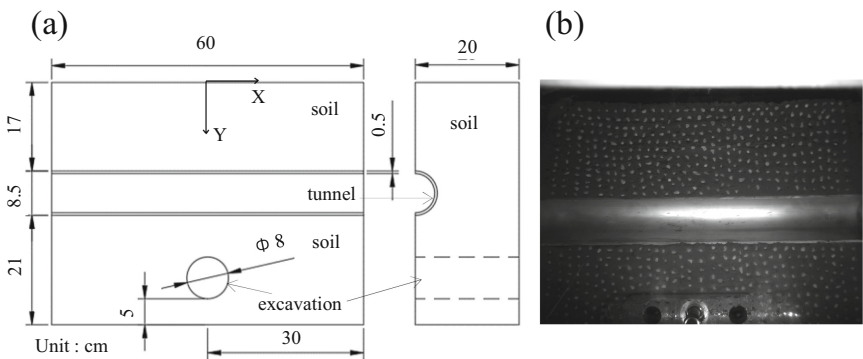 (a)
(b)
60
20
X
Y
soil
soil
17
0.5
8.5
tunnel
21
soil
Φ 8
excavation
5
30
Unit : cm